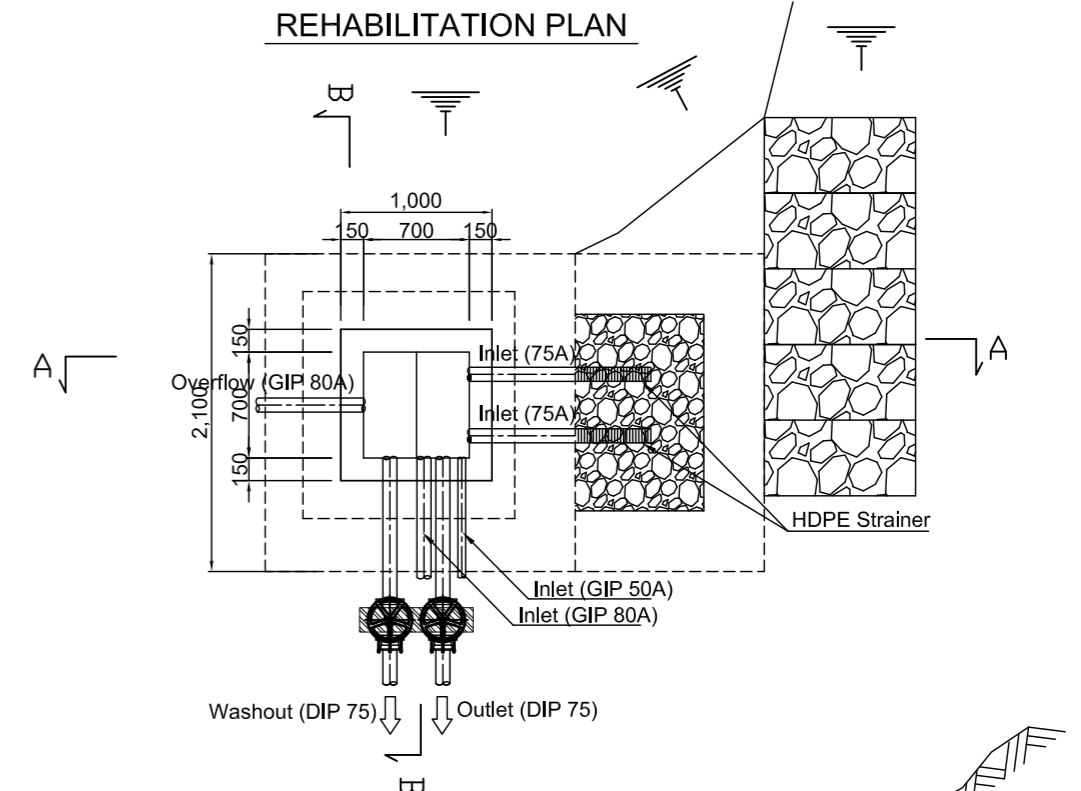 REHABILITATION PLAN
B
1,000
150 700 150
150
A
A
Inlet (75A)
Overflow (GIP 80A)
700
2,100
Inlet (75A)
150
HDPE Strainer
Inlet (GIP 50A)
Inlet (GIP 80A)
Washout (DIP 75)
Outlet (DIP 75)
B